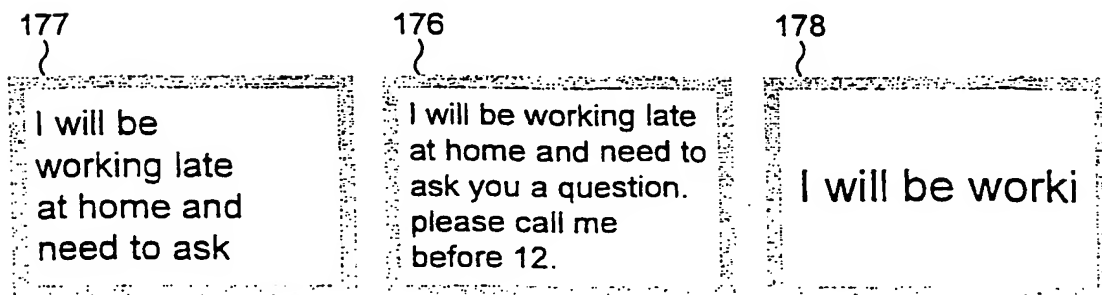 177
176
178
I will be
working late
at home and
need to ask
I will be working late
at home and need to
ask you a question.
please call me
before 12.
I will be worki